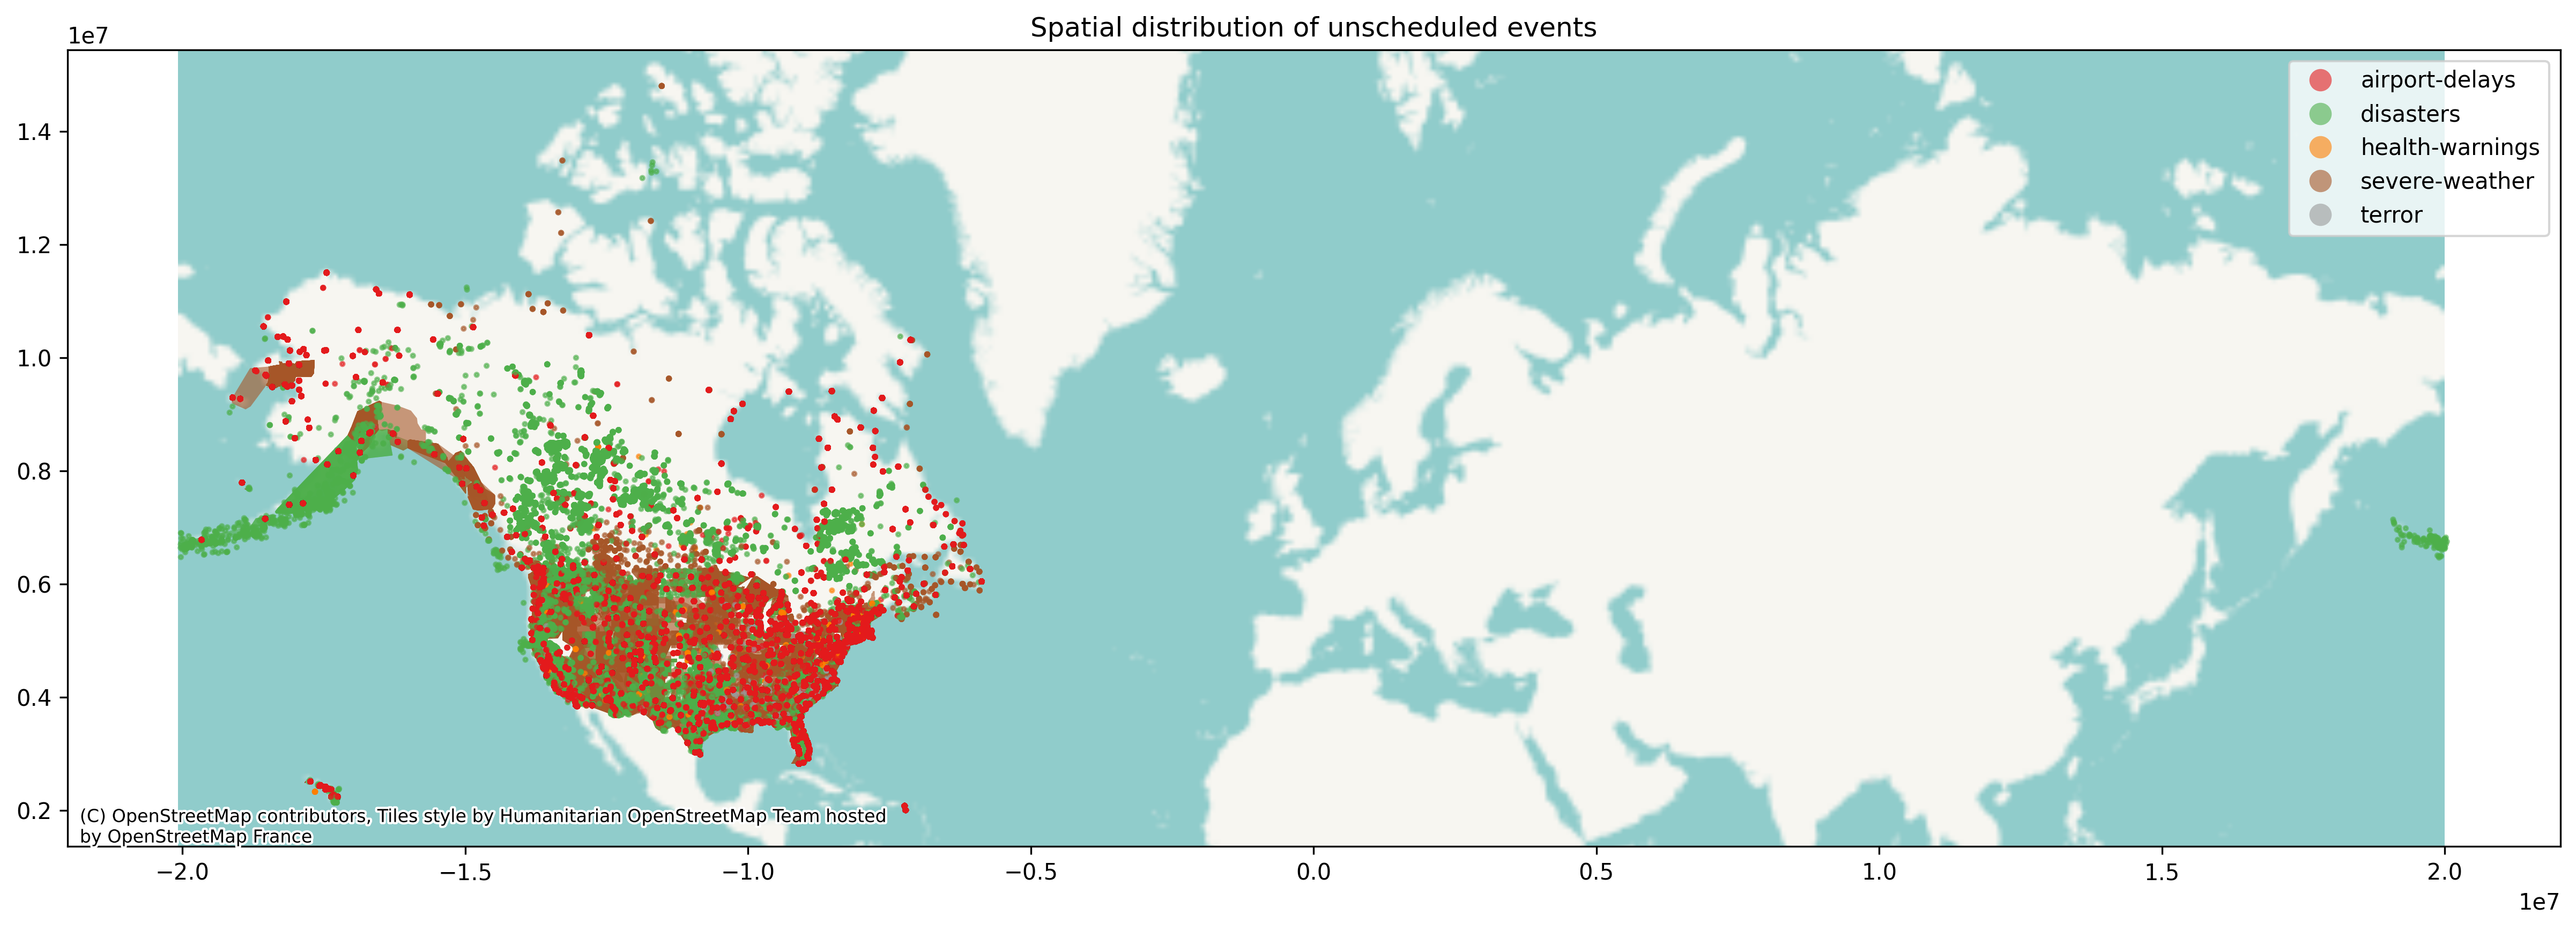 Spatial distribution of unscheduled events
1e7
airport-delays
disasters
health-warnings
severe-weather
terror
1.4
1.2
1.0
0.8
0.6
0.4
0.2
(C) OpenStreetMap contributors, Tiles style by Humanitarian OpenStreetMap Team hosted
by OpenStreetMap France
−2.0 −1.5 −1.0 −0.5 0.0 0.5 1.0 1.5 2.0
1e7